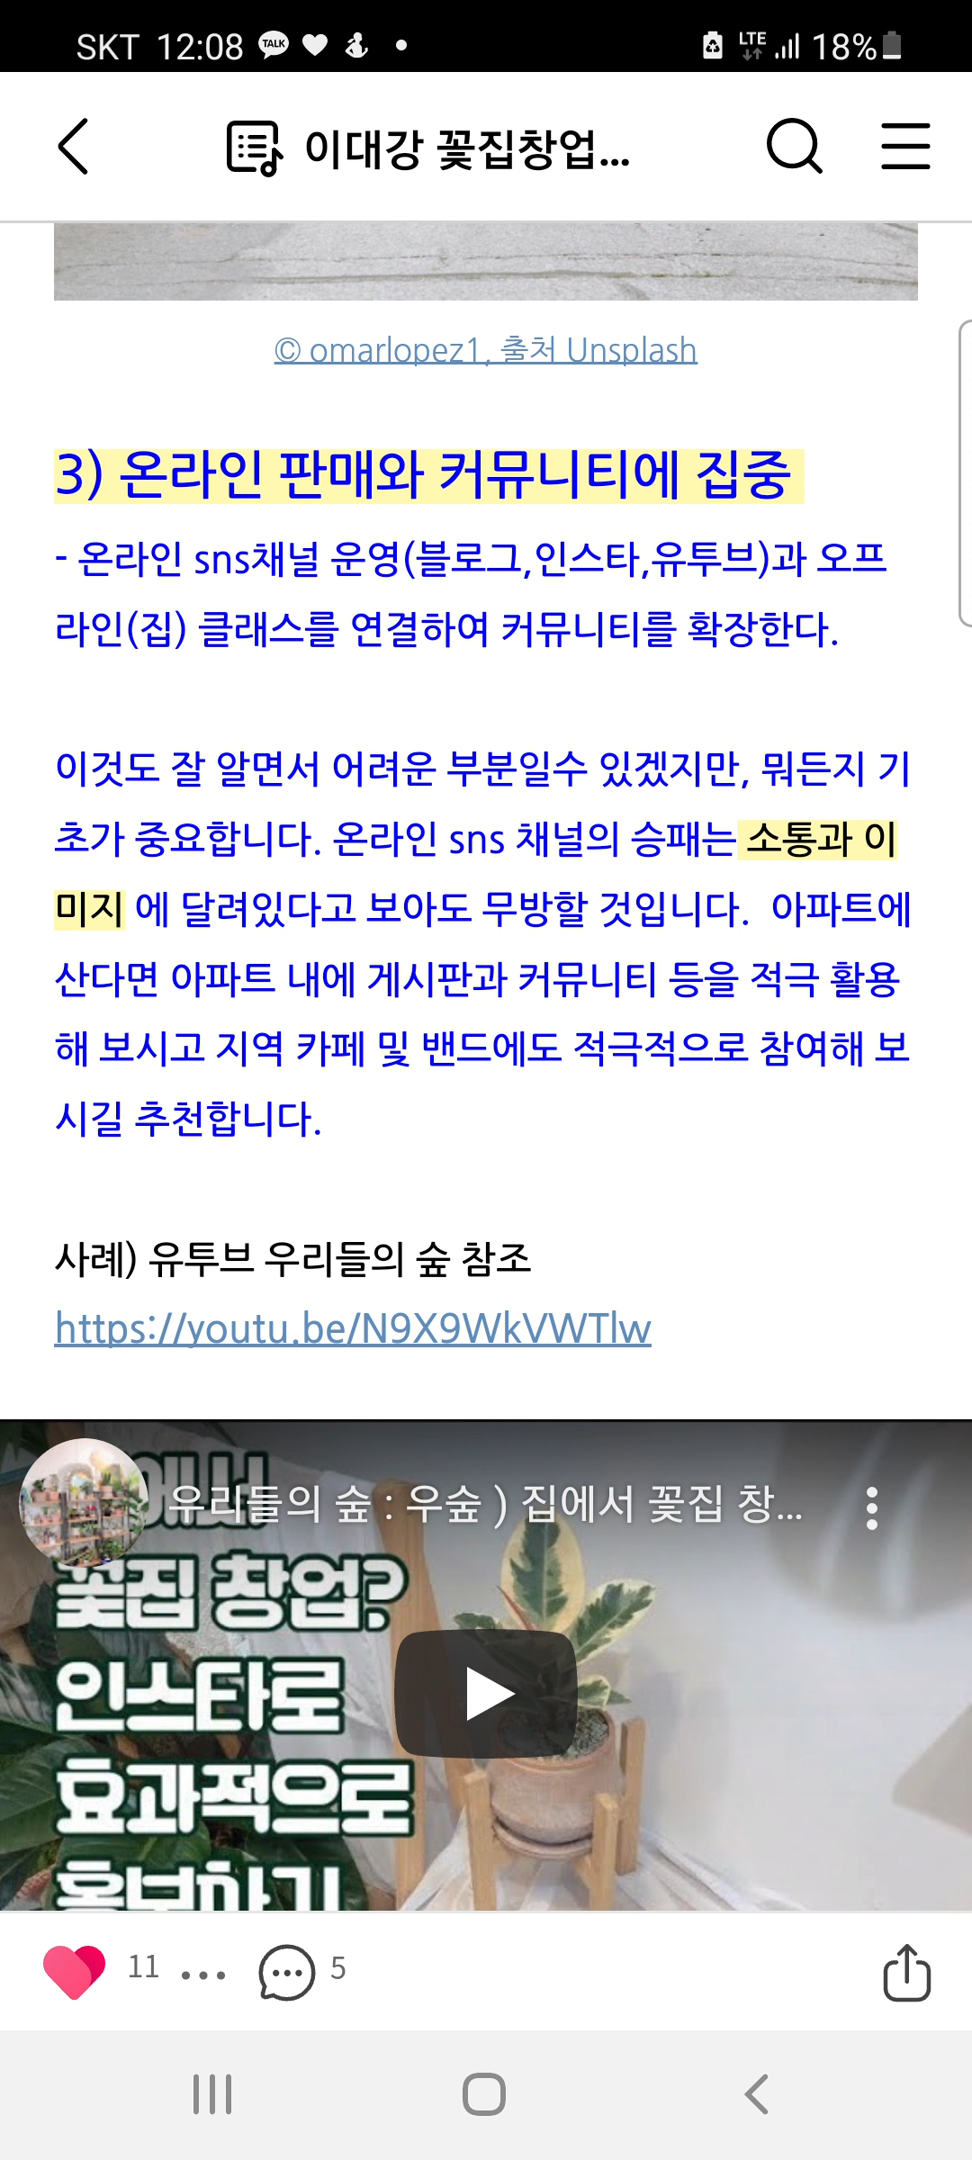 SKT 12:08 TALK LTE 18%
이대강 꽃집창업...
© omarlopez1, 출처 Unsplash
3) 온라인 판매와 커뮤니티에 집중
- 온라인 sns채널 운영(블로그,인스타,유투브)과 오프
라인(집) 클래스를 연결하여 커뮤니티를 확장한다.
이것도 잘 알면서 어려운 부분일수 있겠지만, 뭐든지 기
초가 중요합니다. 온라인 sns 채널의 승패는 소통과 이
미지 에 달려있다고 보아도 무방할 것입니다. 아파트에
산다면 아파트 내에 게시판과 커뮤니티 등을 적극 활용
해 보시고 지역 카페 및 밴드에도 적극적으로 참여해 보
시길 추천합니다.
사례) 유투브 우리들의 숲 참조
https://youtu.be/N9X9WkVWTlw
유리들의 숲 : 우숲 ) 집에서 꽃집 창...
꽃집 창업?
인스타로
효과적으로
홍보하기
11 ... 5